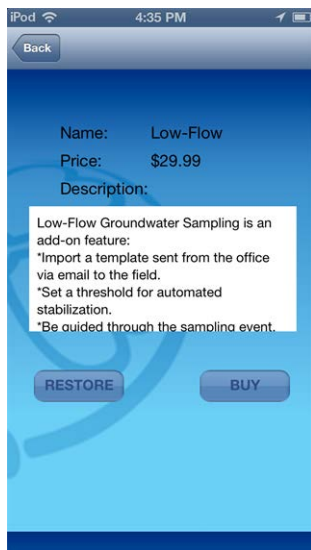 iPod 4:35 PM
Back
Name: Low-Flow
Price: $29.99
Description:
Low-Flow Groundwater Sampling is an
add-on feature:
*Import a template sent from the office
via email to the field.
*Set a threshold for automated
stabilization.
*Be guided through the sampling event.
RESTORE BUY